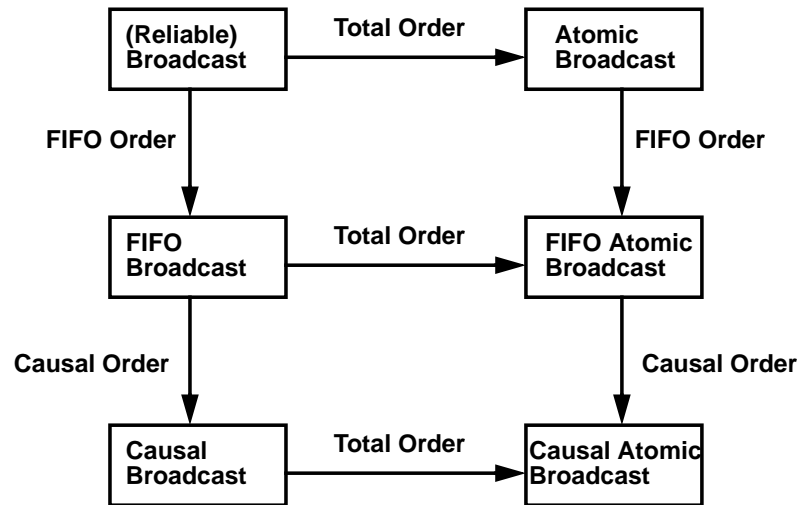 (Reliable)
Broadcast
Total Order
Atomic
Broadcast
FIFO Order
FIFO Order
FIFO
Broadcast
Total Order
FIFO Atomic
Broadcast
Causal Order
Causal Order
Causal
Broadcast
Total Order
Causal Atomic
Broadcast